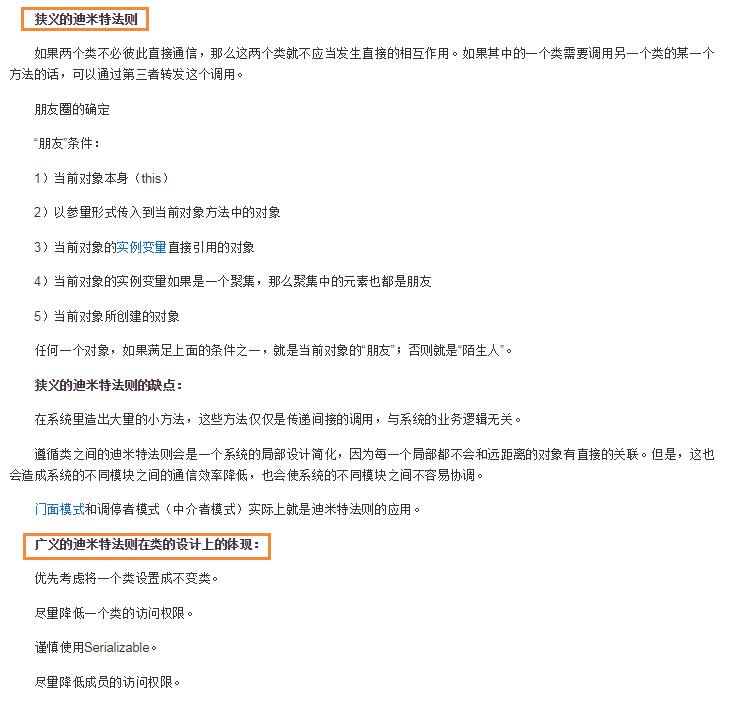 狭义的迪米特法则
如果两个类不必彼此直接通信，那么这两个类就不应当发生直接的相互作用。如果其中的一个类需要调用另一个类的某一个
方法的话，可以通过第三者转发这个调用。
朋友圈的确定
“朋友”条件：
1）当前对象本身（this）
2）以参量形式传入到当前对象方法中的对象
3）当前对象的实例变量直接引用的对象
4）当前对象的实例变量如果是一个聚集，那么聚集中的元素也都是朋友
5）当前对象所创建的对象
任何一个对象，如果满足上面的条件之一，就是当前对象的“朋友”；否则就是“陌生人”。
狭义的迪米特法则的缺点：
在系统里造出大量的小方法，这些方法仅仅是传递间接的调用，与系统的业务逻辑无关。
遵循类之间的迪米特法则会是一个系统的局部设计简化，因为每一个局部都不会和远距离的对象有直接的关联。但是，这也
会造成系统的不同模块之间的通信效率降低，也会使系统的不同模块之间不容易协调。
门面模式和调停者模式（中介者模式）实际上就是迪米特法则的应用。
广义的迪米特法则在类的设计上的体现：
优先考虑将一个类设置成不变类。
尽量降低一个类的访问权限。
谨慎使用Serializable。
尽量降低成员的访问权限。